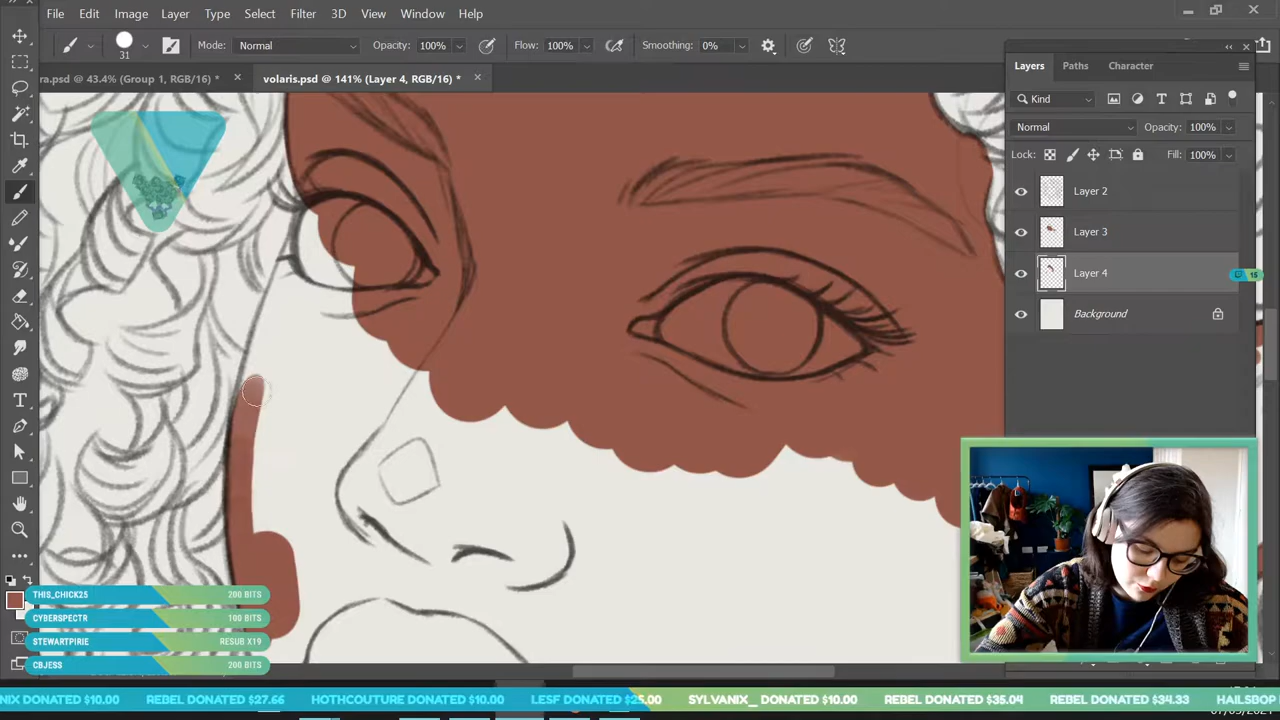 File Edit Image Layer Type Select Filter 3D View Window Help
31 Mode: Normal Opacity: 100% Flow: 100% Smoothing: 0%
ra.psd @ 43.4% (Group 1, RGB/16) * volaris.psd @ 141% (Layer 4, RGB/16) *
Layers Paths Character
Kind
Normal Opacity: 100%
Lock: Fill: 100%
Layer 2
Layer 3
Layer 4
15
Background
THIS_CHICK25 200 BITS
CYBERSPECTR 100 BITS
STEWARTPIRIE RESUB X19
CBJESS 200 BITS
NIX DONATED $10.00 REBEL DONATED $27.66 HOTHCOUTURE DONATED $10.00 LESF DONATED $25.00 SYLVANIX_ DONATED $10.00 REBEL DONATED $35.04 REBEL DONATED $34.33 HAILSBOP